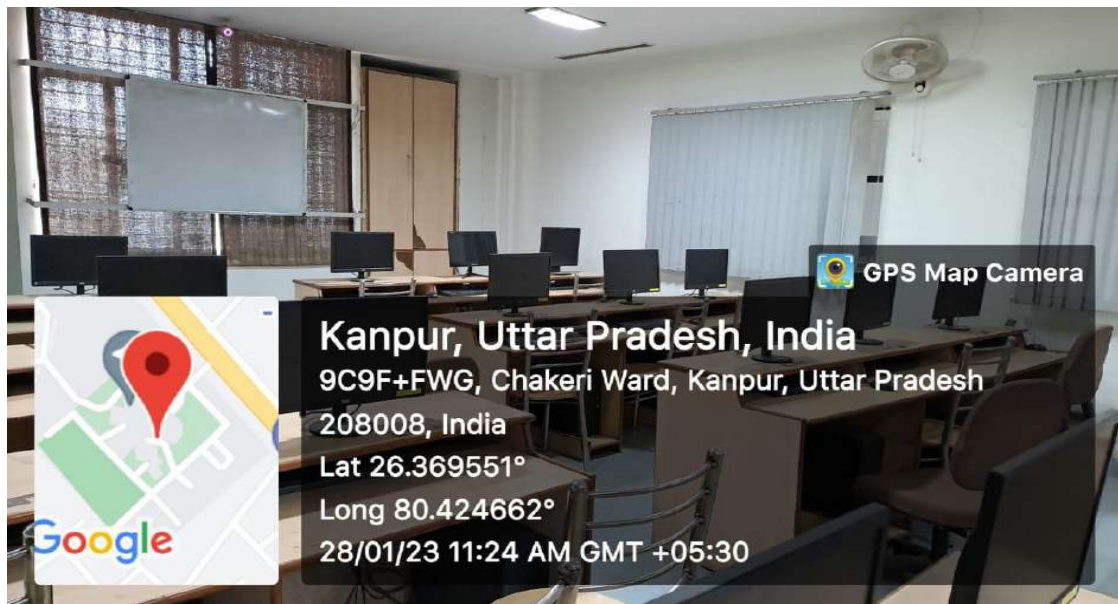 GPS Map Camera
Kanpur, Uttar Pradesh, India
9C9F+FWG, Chakeri Ward, Kanpur, Uttar Pradesh
208008, India
Lat 26.369551°
Long 80.424662°
28/01/23 11:24 AM GMT +05:30
Google